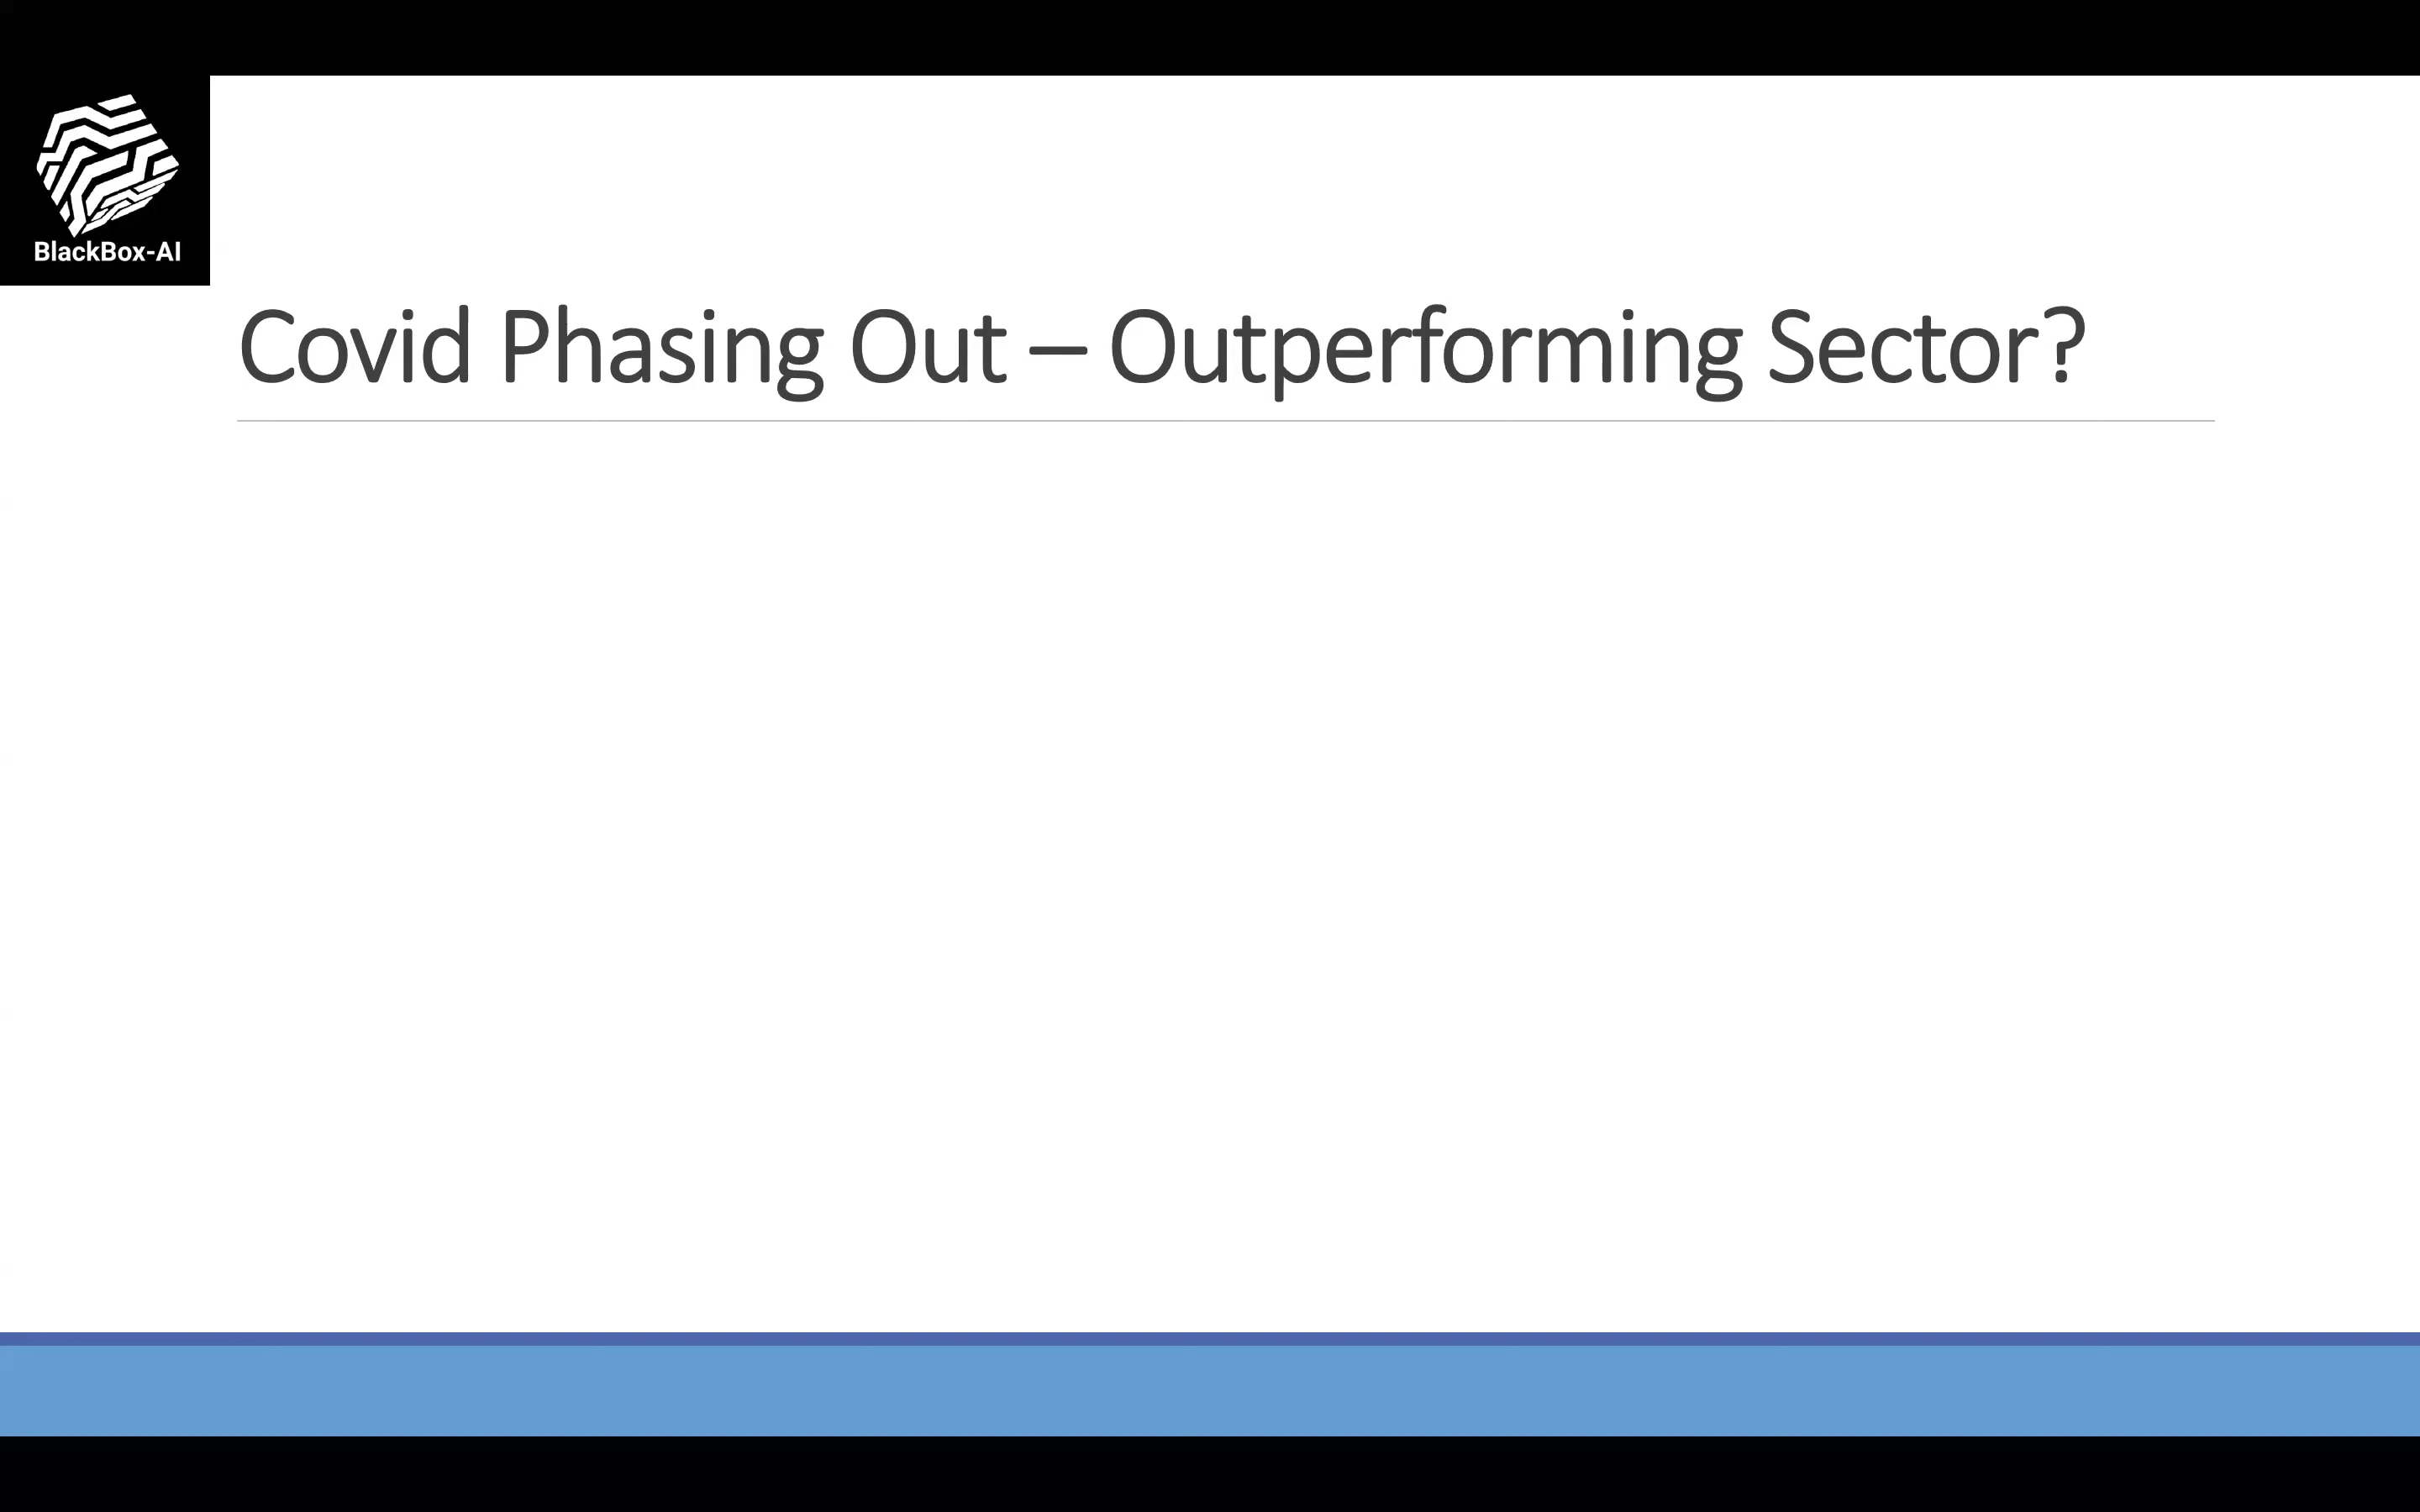 BlackBox-AI
Covid Phasing Out – Outperforming Sector?